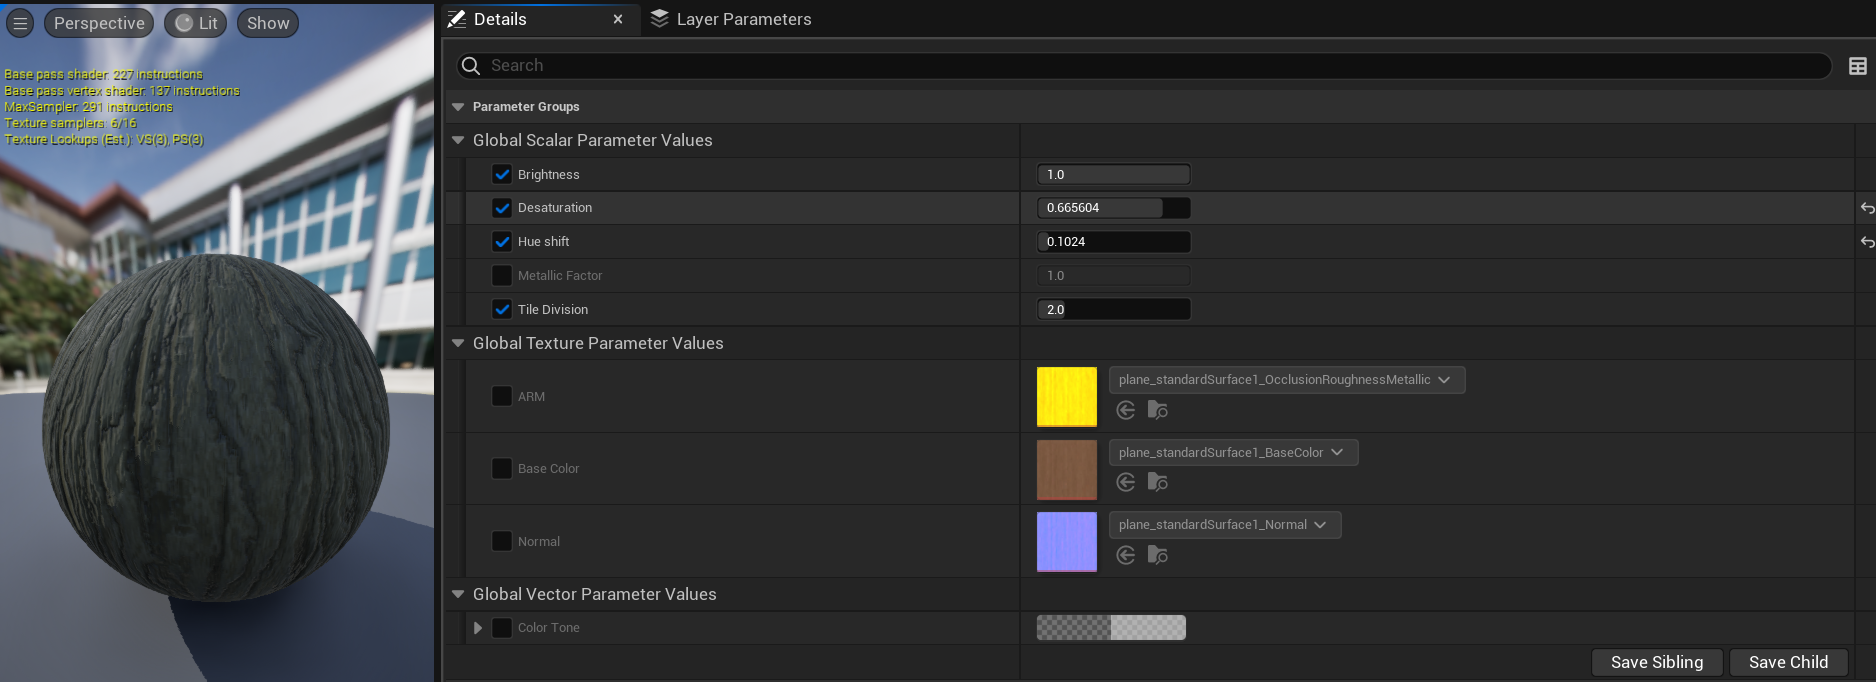 Perspective Lit Show
Base pass shader: 227 instructions
Base pass vertex shader: 137 instructions
MaxSampler: 291 instructions
Texture samplers: 6/16
Texture Lookups (Est.): VS(3), PS(3)
Details Layer Parameters
Search
Parameter Groups
Global Scalar Parameter Values
Brightness 1.0
Desaturation 0.665604
Hue shift 0.1024
Metallic Factor 1.0
Tile Division 2.0
Global Texture Parameter Values
ARM plane_standardSurface1_OcclusionRoughnessMetallic
Base Color plane_standardSurface1_BaseColor
Normal plane_standardSurface1_Normal
Global Vector Parameter Values
Color Tone
Save Sibling Save Child